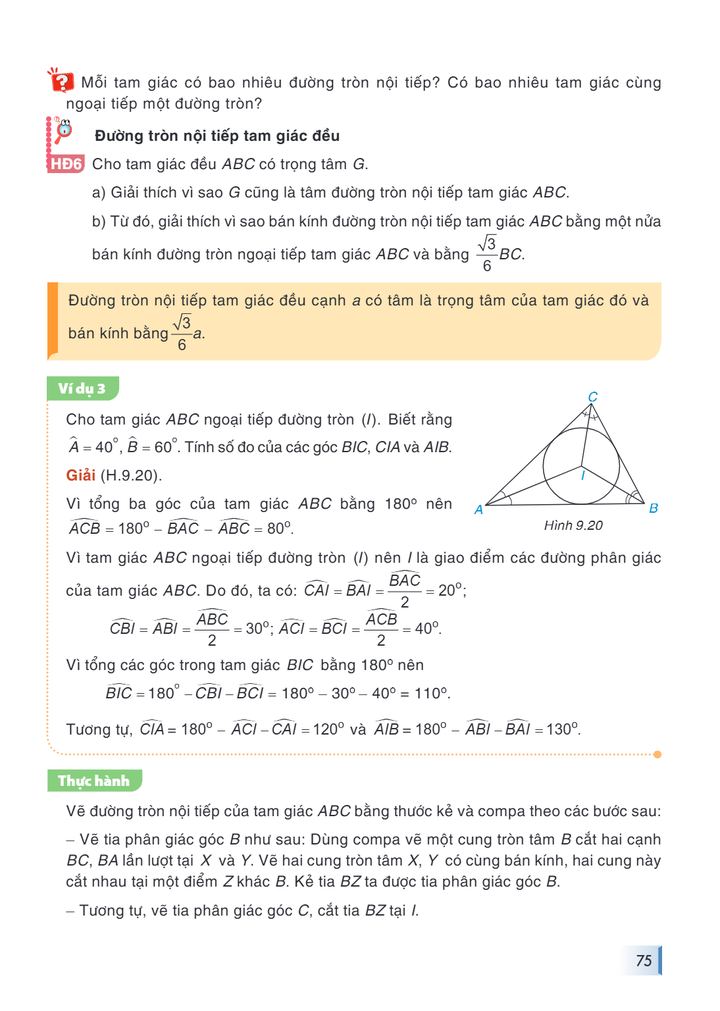 Mỗi tam giác có bao nhiêu đường tròn nội tiếp? Có bao nhiêu tam giác cùng
ngoại tiếp một đường tròn?
Đường tròn nội tiếp tam giác đều
HĐ6 Cho tam giác đều ABC có trọng tâm G.
a) Giải thích vì sao G cũng là tâm đường tròn nội tiếp tam giác ABC.
b) Từ đó, giải thích vì sao bán kính đường tròn nội tiếp tam giác ABC bằng một nửa
bán kính đường tròn ngoại tiếp tam giác ABC và bằng √3/6 BC.
Đường tròn nội tiếp tam giác đều cạnh a có tâm là trọng tâm của tam giác đó và
bán kính bằng √3/6 a.
Ví dụ 3
Cho tam giác ABC ngoại tiếp đường tròn (I). Biết rằng
Â = 40°, B̂ = 60°. Tính số đo của các góc BIC, CIA và AIB.
Giải (H.9.20).
Vì tổng ba góc của tam giác ABC bằng 180º nên
ACB = 180º – BAC – ABC = 80º.
C
I
A
B
Hình 9.20
Vì tam giác ABC ngoại tiếp đường tròn (I) nên I là giao điểm các đường phân giác
của tam giác ABC. Do đó, ta có: CAI = BAI = BAC/2 = 20º;
CBI = ABI = ABC/2 = 30º; ACI = BCI = ACB/2 = 40º.
Vì tổng các góc trong tam giác BIC bằng 180º nên
BIC = 180° – CBI – BCI = 180º – 30º – 40º = 110º.
Tương tự, CIA = 180º – ACI – CAI = 120º và AIB = 180º – ABI – BAI = 130º.
Thực hành
Vẽ đường tròn nội tiếp của tam giác ABC bằng thước kẻ và compa theo các bước sau:
– Vẽ tia phân giác góc B như sau: Dùng compa vẽ một cung tròn tâm B cắt hai cạnh
BC, BA lần lượt tại X và Y. Vẽ hai cung tròn tâm X, Y có cùng bán kính, hai cung này
cắt nhau tại một điểm Z khác B. Kẻ tia BZ ta được tia phân giác góc B.
– Tương tự, vẽ tia phân giác góc C, cắt tia BZ tại I.
75